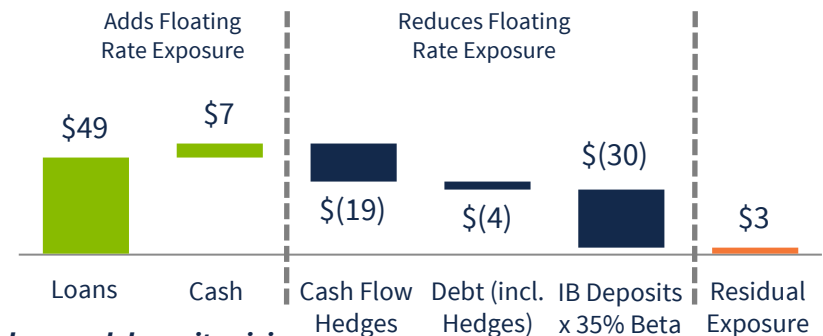 Adds Floating
Rate Exposure
Reduces Floating
Rate Exposure
$49
$7
$(19)
$(4)
$(30)
$3
Loans
Cash
Cash Flow
Hedges
Debt (incl.
Hedges)
IB Deposits
x 35% Beta
Residual
Exposure